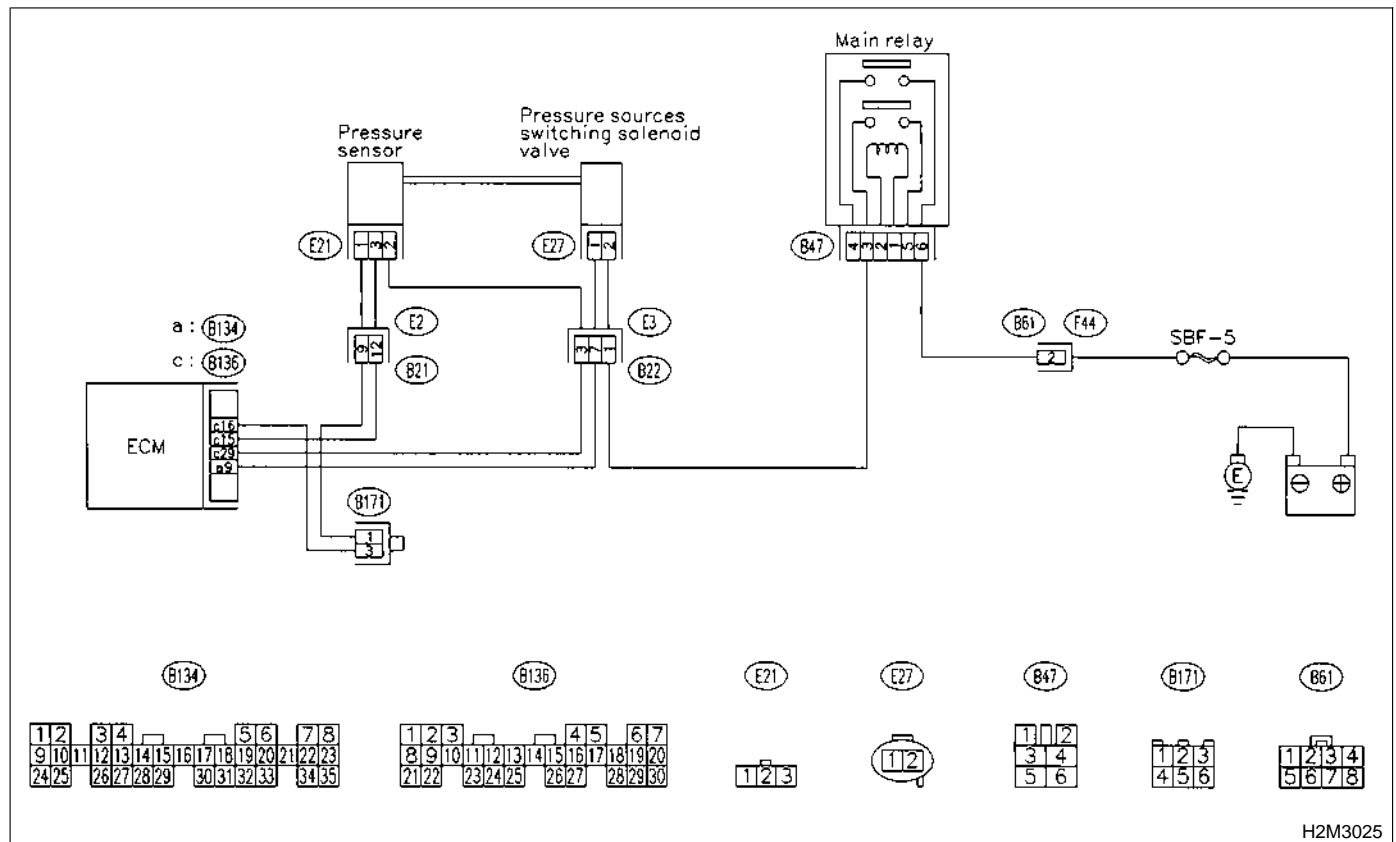 Main relay
Pressure sources
switching solenoid
valve
Pressure
sensor
E21
1 3 2
E27
1 2
B47
4 3 2 1 5 6
a : B134
c : B136
E2
9 12
B21
E3
3 7 1
B22
B61
F44
2
SBF-5
ECM
c16
c15
c29
a9
B171
1
3
E
⊖ ⊕
B134
B136
E21
E27
B47
B171
B61
1 2 3 4 5 6 7 8
9 10 11 12 13 14 15 16 17 18 19 20 21 22 23
24 25 26 27 28 29 30 31 32 33 34 35
1 2 3 4 5 6 7
8 9 10 11 12 13 14 15 16 17 18 19 20
21 22 23 24 25 26 27 28 29 30
1 2 3
1 2
1 2
3 4
5 6
1 2 3
4 5 6
1 2 3 4
5 6 7 8
H2M3025